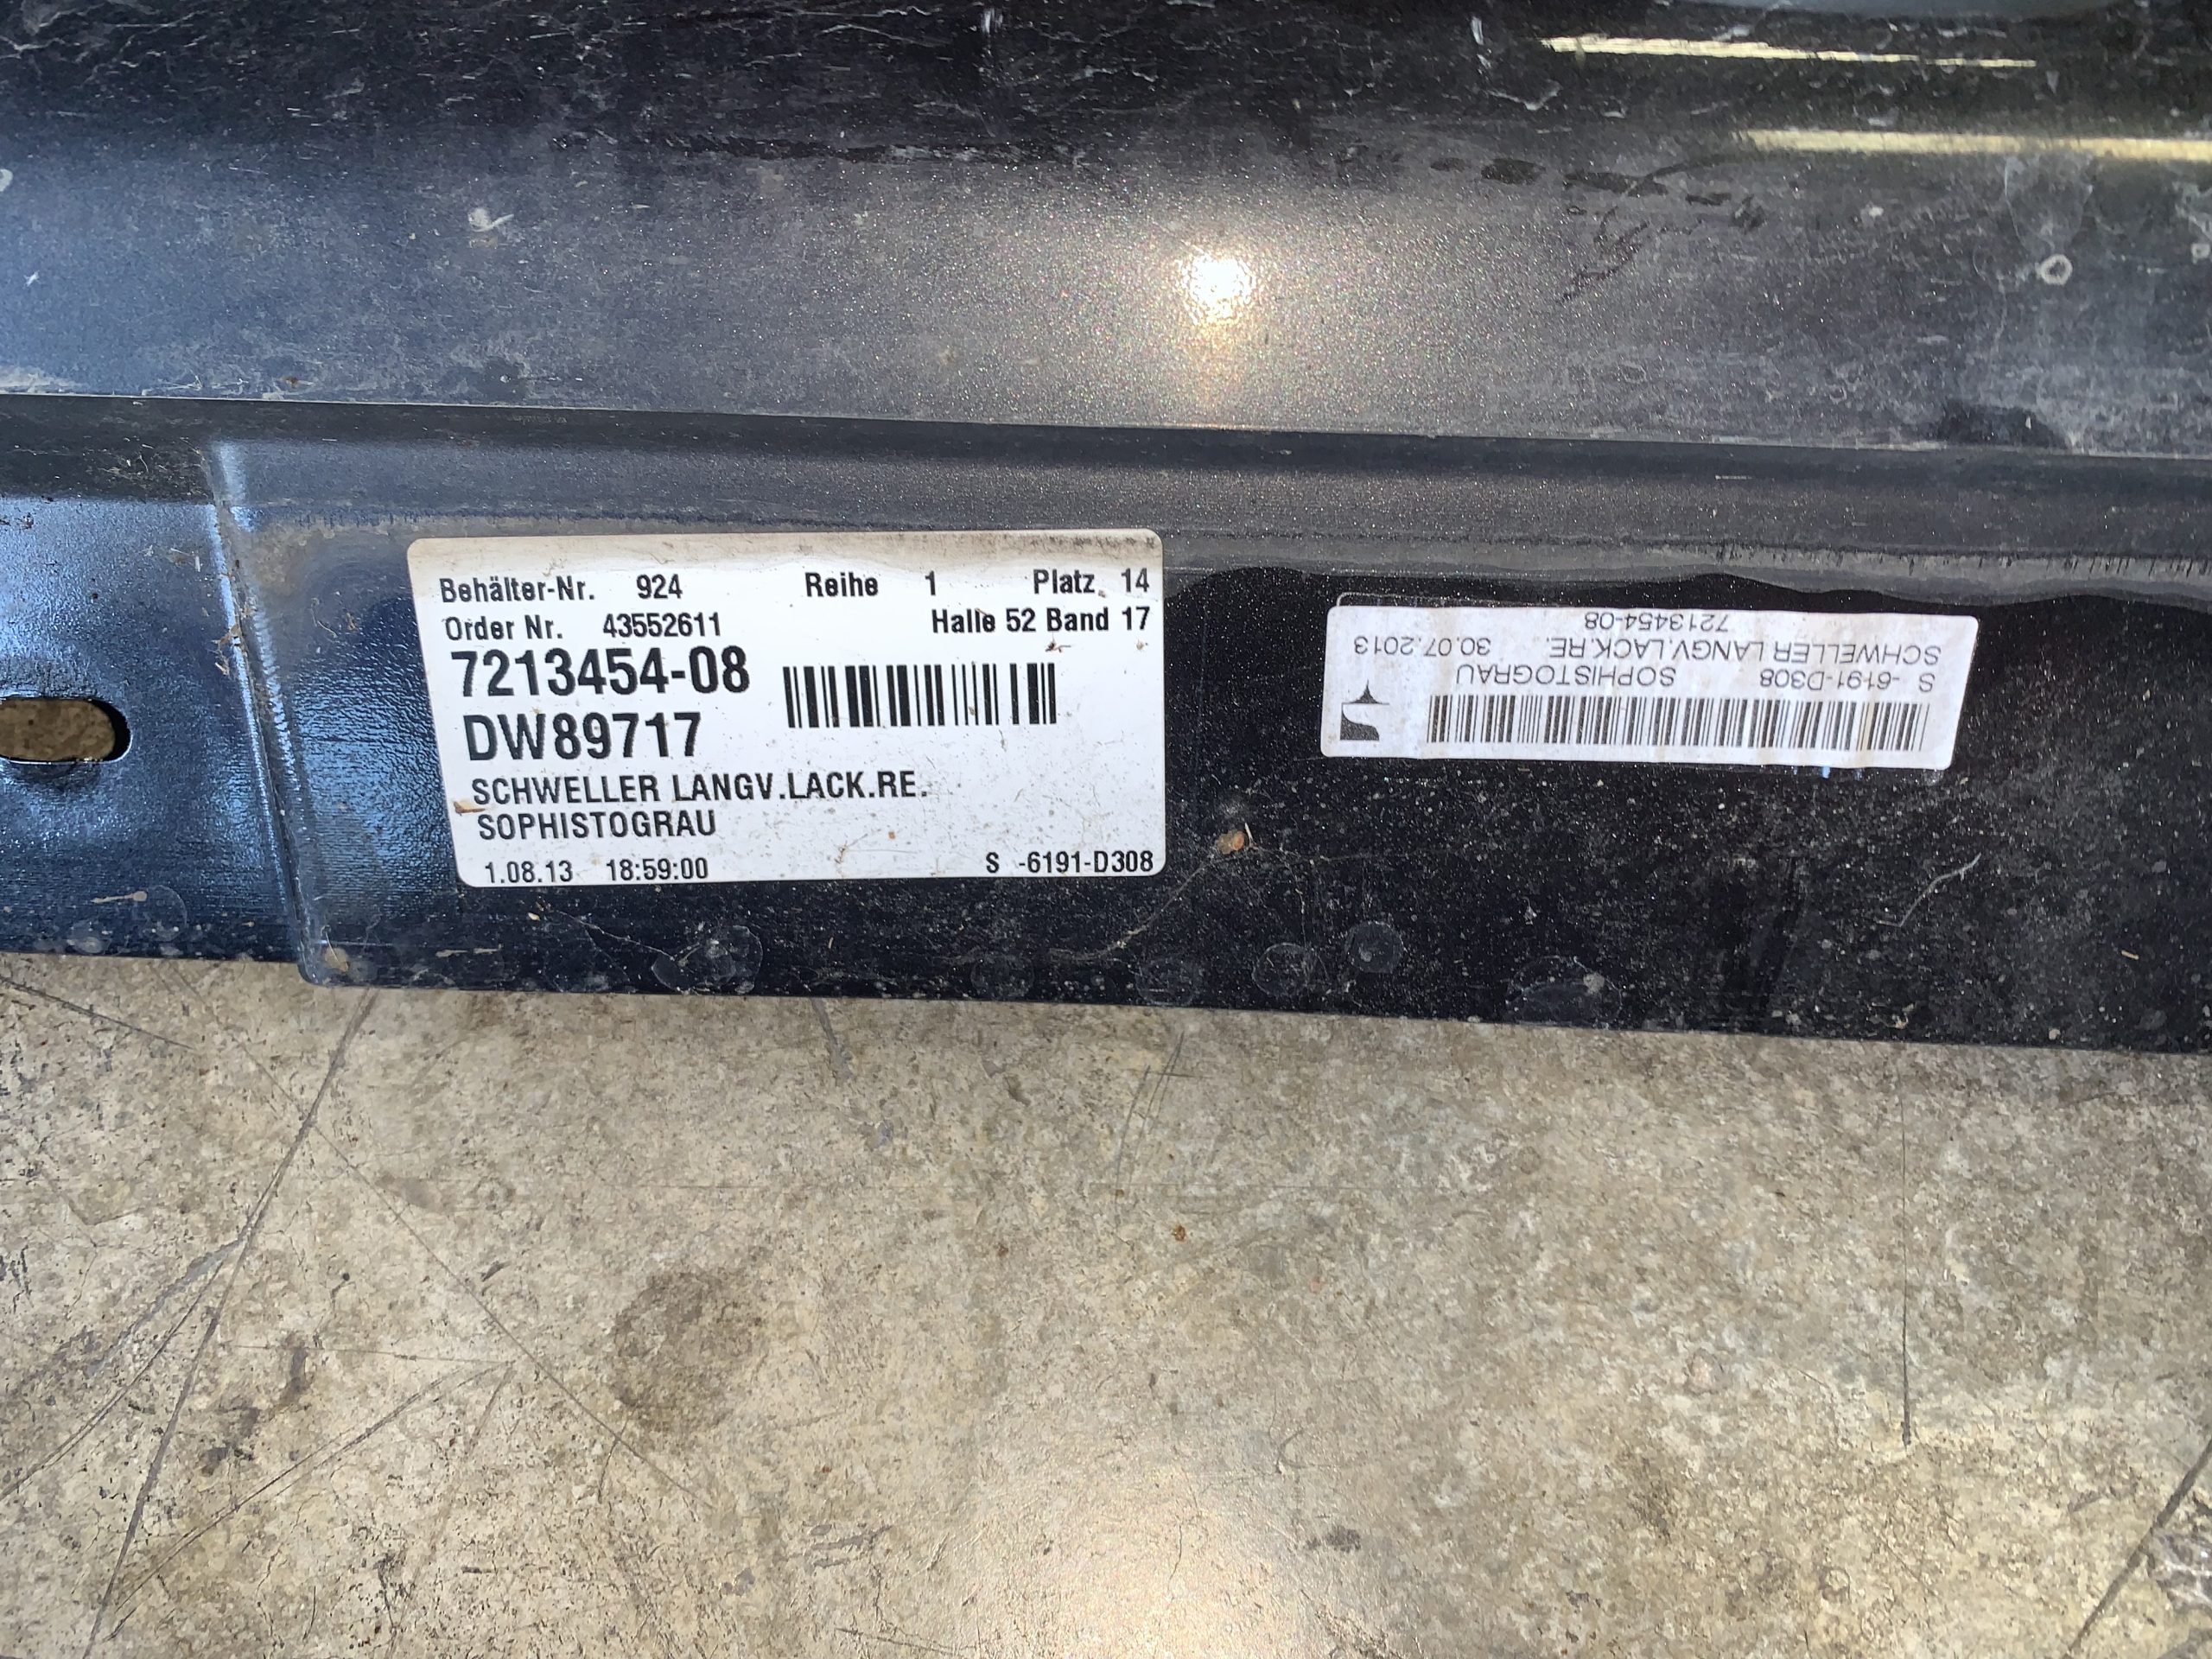 Behälter-Nr. 924 Reihe 1 Platz 14
Order Nr. 43552611 Halle 52 Band 17
7213454-08
DW89717
SCHWELLER LANGV.LACK.RE.
SOPHISTOGRAU
1.08.13 18:59:00 S -6191-D308
S -6191-D308 SOPHISTOGRAU
SCHWELLER LANGV.LACK.RE. 30.07.2013
7213454-08